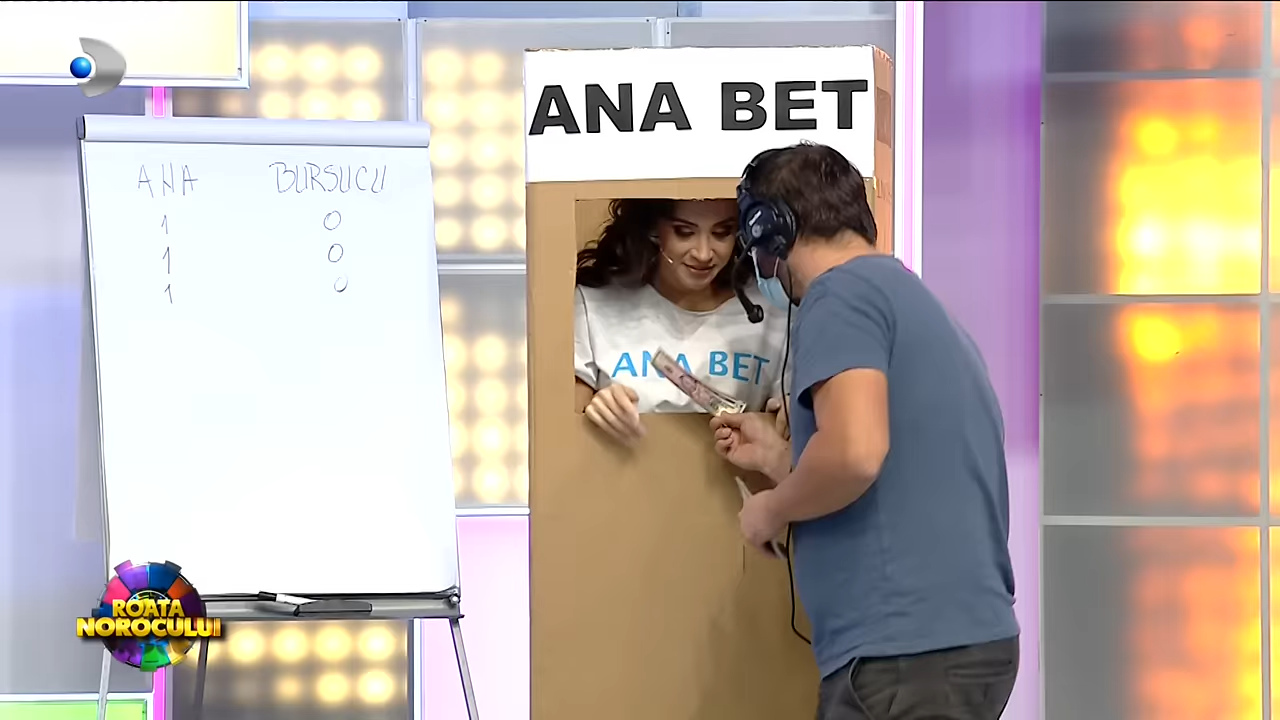 ANA BET
ANA BURSUCU
1 0
1 0
1 0
ANA BET
ROATA
NOROCULUI